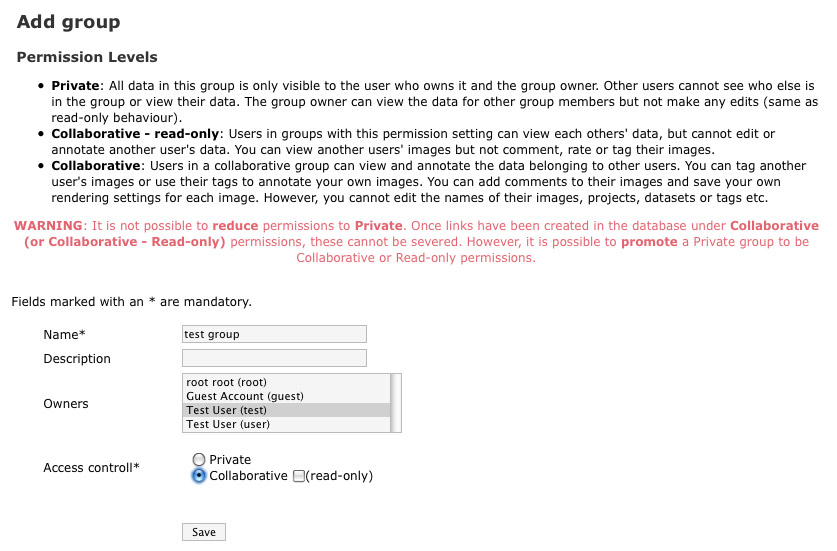 Add group
Permission Levels
Private: All data in this group is only visible to the user who owns it and the group owner. Other users cannot see who else is
in the group or view their data. The group owner can view the data for other group members but not make any edits (same as
read-only behaviour).
Collaborative - read-only: Users in groups with this permission setting can view each others' data, but cannot edit or
annotate another user's data. You can view another users' images but not comment, rate or tag their images.
Collaborative: Users in a collaborative group can view and annotate the data belonging to other users. You can tag another
user's images or use their tags to annotate your own images. You can add comments to their images and save your own
rendering settings for each image. However, you cannot edit the names of their images, projects, datasets or tags etc.
WARNING: It is not possible to reduce permissions to Private. Once links have been created in the database under Collaborative
(or Collaborative - Read-only) permissions, these cannot be severed. However, it is possible to promote a Private group to be
Collaborative or Read-only permissions.
Fields marked with an * are mandatory.
Name* test group
Description
Owners
root root (root)
Guest Account (guest)
Test User (test)
Test User (user)
Access controll*
Private
Collaborative (read-only)
Save